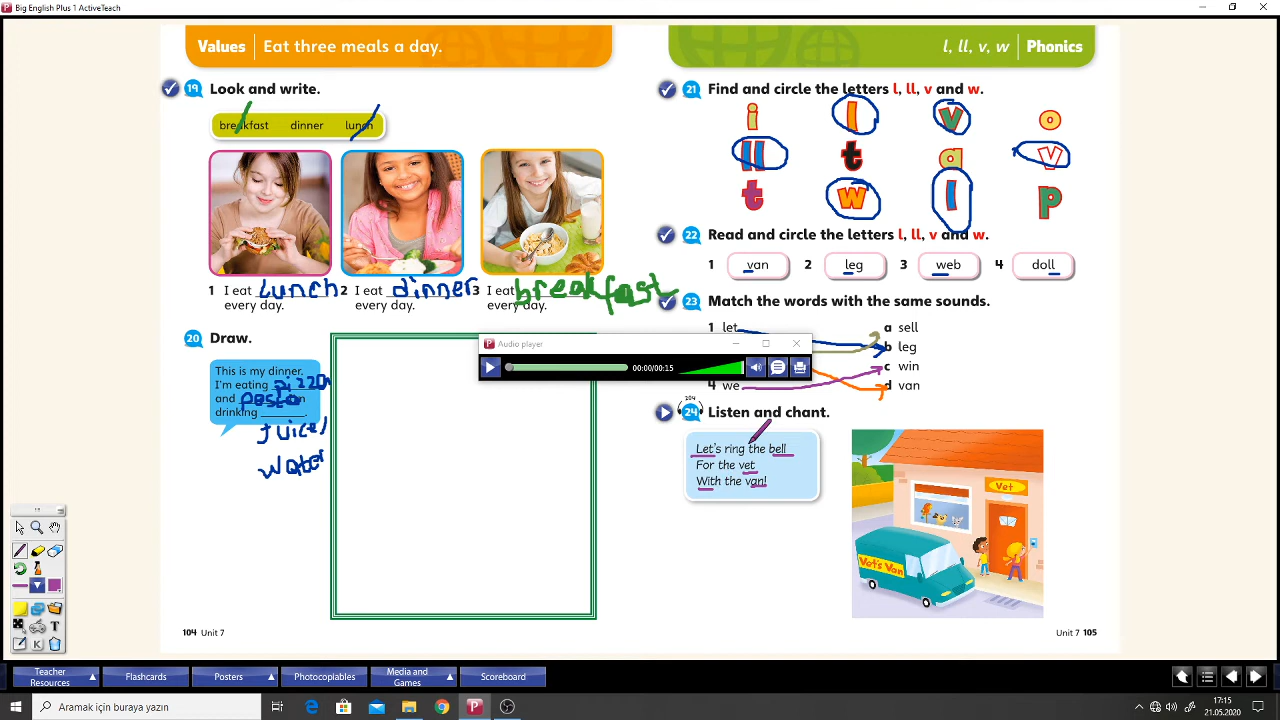 Big English Plus 1 ActiveTeach
Values | Eat three meals a day.
19 Look and write.
breakfast dinner lunch
1 I eat lunch every day.
2 I eat dinner every day.
3 I eat breakfast every day.
20 Draw.
This is my dinner.
I'm eating pizza
and pasta
drinking ______.
juice/
water
104 Unit 7
l, ll, v, w | Phonics
21 Find and circle the letters l, ll, v and w.
i l v o
ll t a v
t w l p
22 Read and circle the letters l, ll, v and w.
1 van 2 leg 3 web 4 doll
23 Match the words with the same sounds.
1 let a sell
b leg
c win
4 we d van
Audio player
00:00/00:15
104
24 Listen and chant.
Let's ring the bell
For the vet
With the van!
Vet
Vet's Van
Unit 7 105
Teacher Resources
Flashcards
Posters
Photocopiables
Media and Games
Scoreboard
Aramak için buraya yazın
17:15
21.05.2020